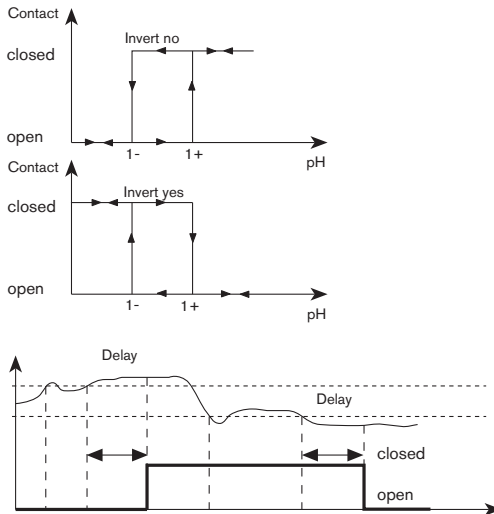 Contact
Invert no
closed
open
1-
1+
pH
Contact
Invert yes
closed
open
1-
1+
pH
Delay
Delay
closed
open